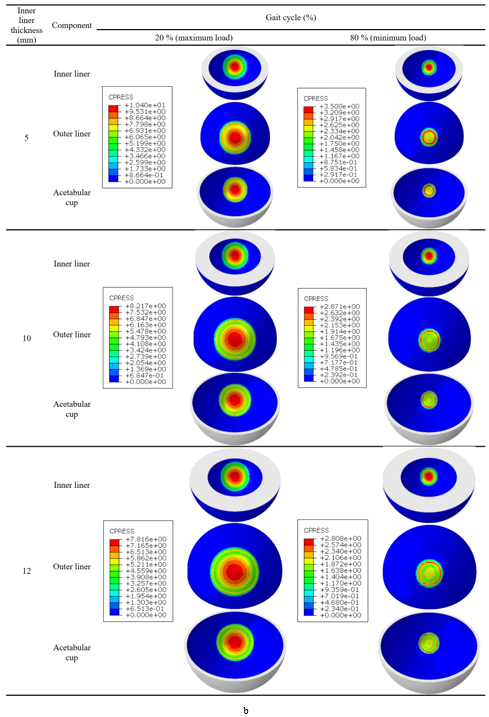 Inner liner thickness (mm)
Component
Gait cycle (%)
20 % (maximum load)
80 % (minimum load)
5
Inner liner
Outer liner
Acetabular cup
CPRESS
+1.040e+01
+9.531e+00
+8.664e+00
+7.798e+00
+6.931e+00
+6.065e+00
+5.199e+00
+4.332e+00
+3.466e+00
+2.599e+00
+1.733e+00
+8.664e-01
+0.000e+00
CPRESS
+3.500e+00
+3.209e+00
+2.917e+00
+2.625e+00
+2.334e+00
+2.042e+00
+1.750e+00
+1.458e+00
+1.167e+00
+8.751e-01
+5.834e-01
+2.917e-01
+0.000e+00
10
Inner liner
Outer liner
Acetabular cup
CPRESS
+8.217e+00
+7.532e+00
+6.847e+00
+6.163e+00
+5.478e+00
+4.793e+00
+4.108e+00
+3.424e+00
+2.739e+00
+2.054e+00
+1.369e+00
+6.847e-01
+0.000e+00
CPRESS
+2.871e+00
+2.632e+00
+2.392e+00
+2.153e+00
+1.914e+00
+1.675e+00
+1.435e+00
+1.196e+00
+9.569e-01
+7.177e-01
+4.785e-01
+2.392e-01
+0.000e+00
12
Inner liner
Outer liner
Acetabular cup
CPRESS
+7.816e+00
+7.165e+00
+6.513e+00
+5.862e+00
+5.211e+00
+4.559e+00
+3.908e+00
+3.257e+00
+2.605e+00
+1.954e+00
+1.303e+00
+6.513e-01
+0.000e+00
CPRESS
+2.808e+00
+2.574e+00
+2.340e+00
+2.106e+00
+1.872e+00
+1.638e+00
+1.404e+00
+1.170e+00
+9.359e-01
+7.019e-01
+4.680e-01
+2.340e-01
+0.000e+00
b